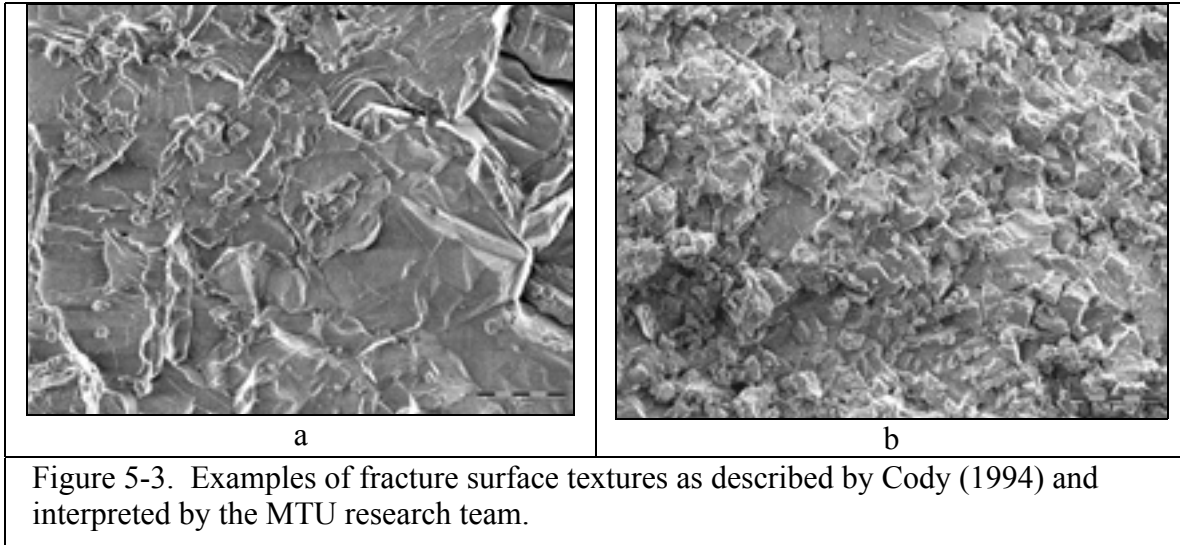 a
b
Figure 5-3.  Examples of fracture surface textures as described by Cody (1994) and
interpreted by the MTU research team.